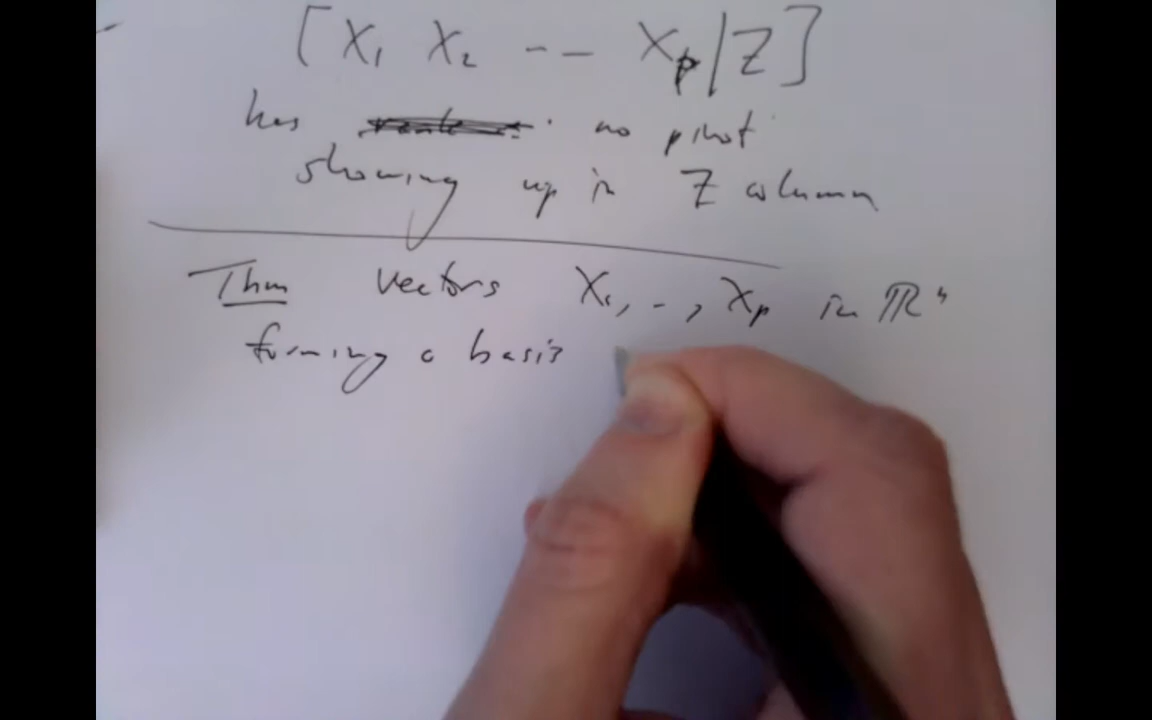 [X₁ X₂ -- Xₚ | Z]
has no pivot
showing up in Z column
Thm vectors X₁, -, Xₚ in ℝⁿ
forming a basis